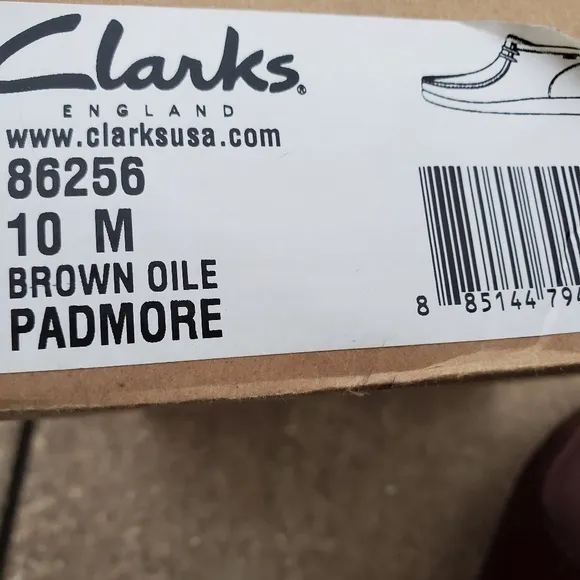 Clarks®
ENGLAND
www.clarksusa.com
86256
10 M
BROWN OILE
PADMORE
8 85144 794